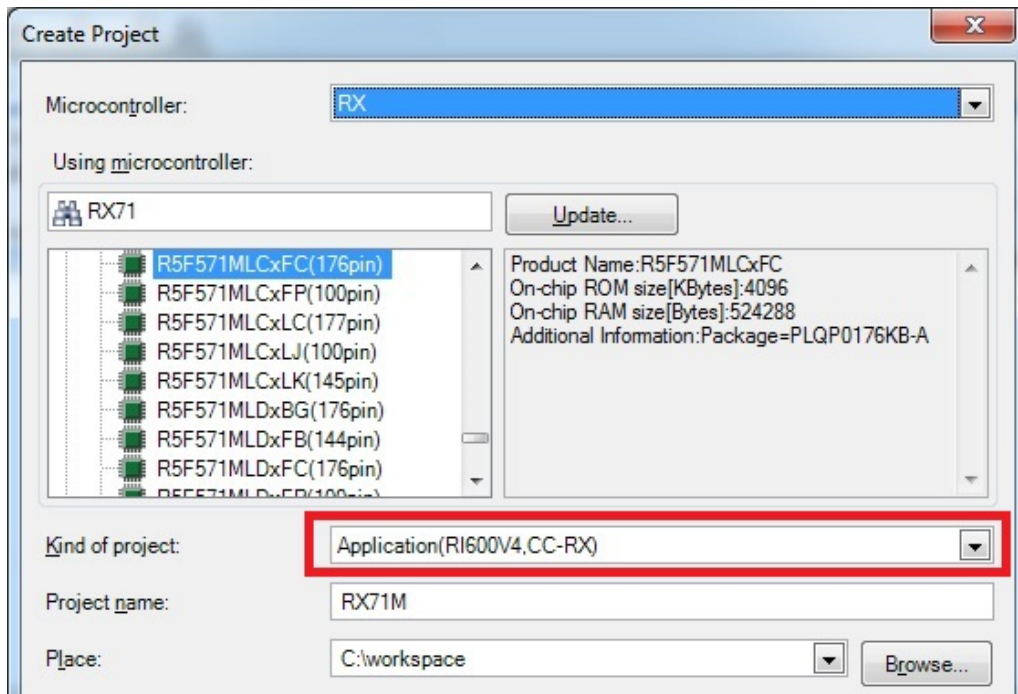 Create Project
Microcontroller:
RX
Using microcontroller:
RX71
Update...
R5F571MLCxFC(176pin)
R5F571MLCxFP(100pin)
R5F571MLCxLC(177pin)
R5F571MLCxLJ(100pin)
R5F571MLCxLK(145pin)
R5F571MLDxBG(176pin)
R5F571MLDxFB(144pin)
R5F571MLDxFC(176pin)
Product Name:R5F571MLCxFC
On-chip ROM size[KBytes]:4096
On-chip RAM size[Bytes]:524288
Additional Information:Package=PLQP0176KB-A
Kind of project:
Application(RI600V4,CC-RX)
Project name:
RX71M
Place:
C:\workspace
Browse...